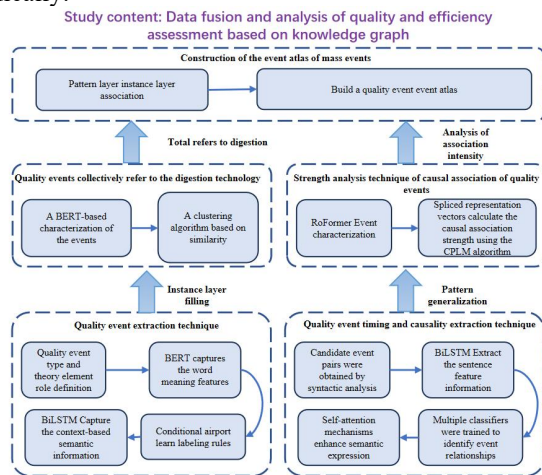 nically.
Study content: Data fusion and analysis of quality and efficiency
assessment based on knowledge graph
Construction of the event atlas of mass events
Pattern layer instance layer
association
Build a quality event event atlas
Total refers to digestion
Analysis of
association
intensity
Quality events collectively refer to the digestion technology
A BERT-based
characterization of
the events
A clustering
algorithm based on
similarity
Strength analysis technique of causal association of quality
events
RoFormer Event
characterization
Spliced representation
vectors calculate the
causal association
strength using the
CPLM algorithm
Instance layer
filling
Pattern
generalization
Quality event extraction technique
Quality event
type and
theory element
role definition
BERT captures
the word
meaning features
BiLSTM Capture
the context-based
semantic
information
Conditional airport
learn labeling rules
Quality event timing and causality extraction technique
Candidate event
pairs were
obtained by
syntactic analysis
BiLSTM Extract
the sentence
feature
information
Self-attention
mechanisms
enhance semantic
expression
Multiple classifiers
were trained to
identify event
relationships